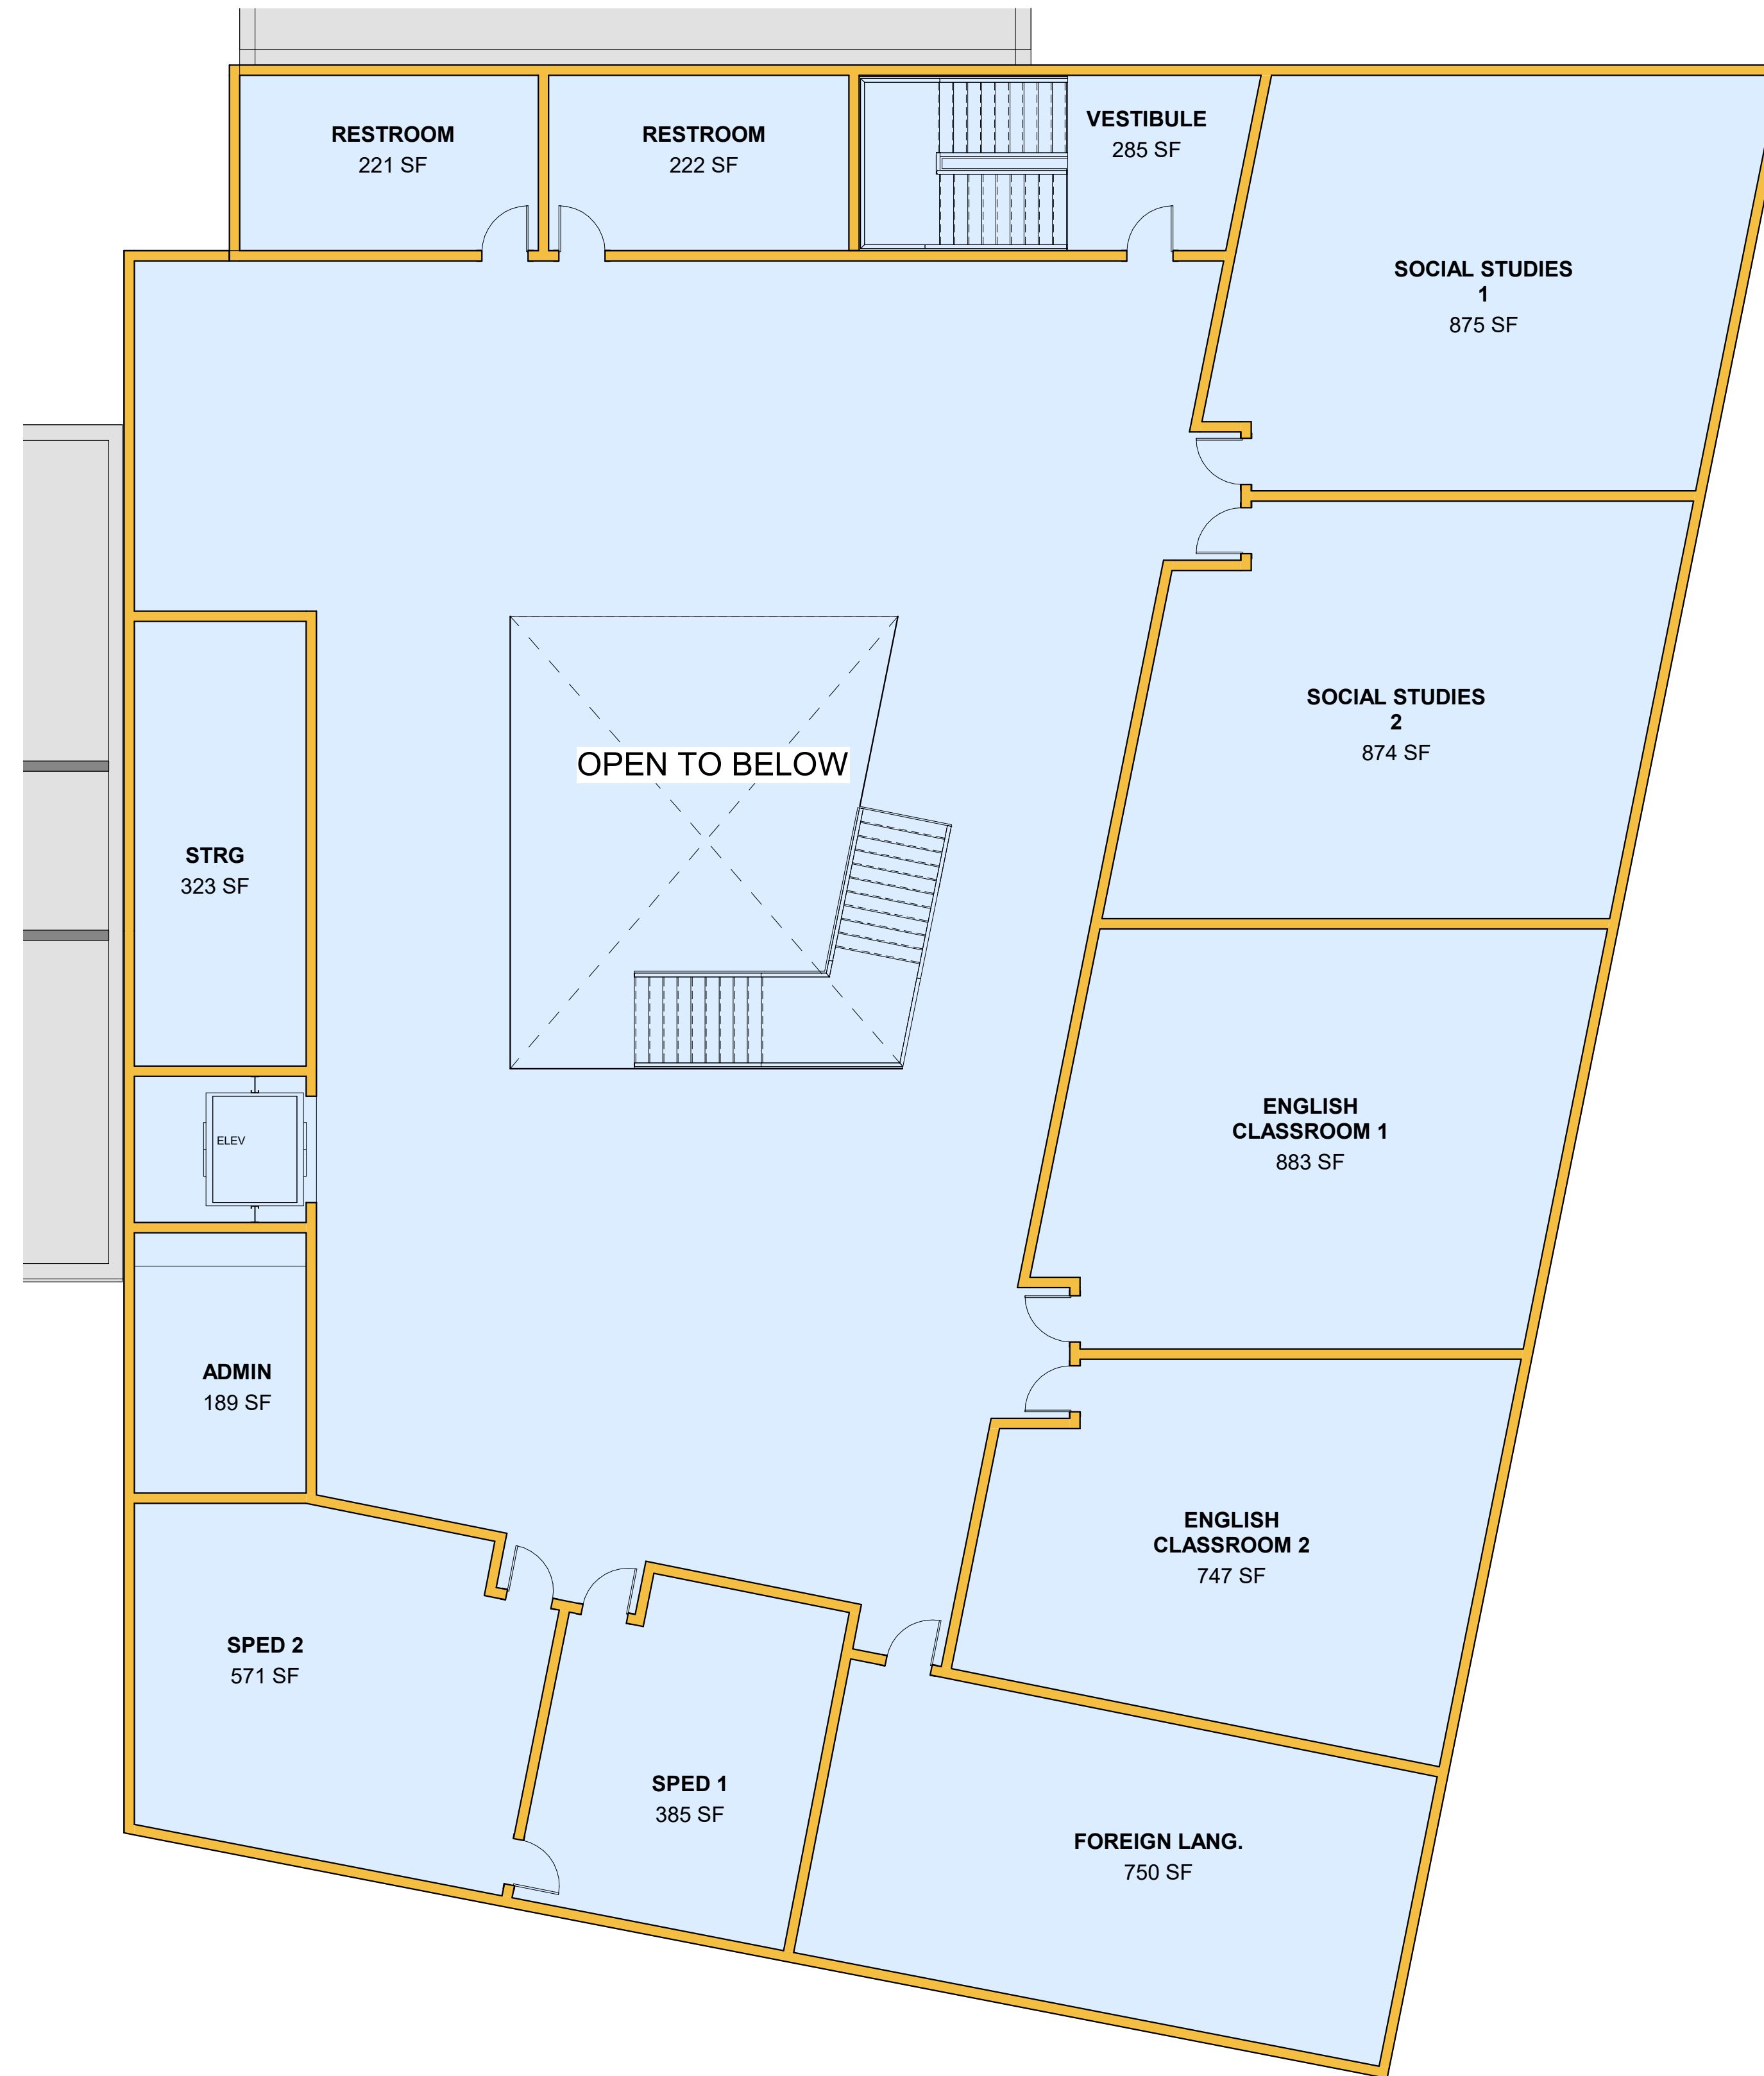 RESTROOM
221 SF
RESTROOM
222 SF
VESTIBULE
285 SF
SOCIAL STUDIES
1
875 SF
SOCIAL STUDIES
2
874 SF
OPEN TO BELOW
STRG
323 SF
ELEV
ENGLISH
CLASSROOM 1
883 SF
ADMIN
189 SF
ENGLISH
CLASSROOM 2
747 SF
SPED 2
571 SF
SPED 1
385 SF
FOREIGN LANG.
750 SF